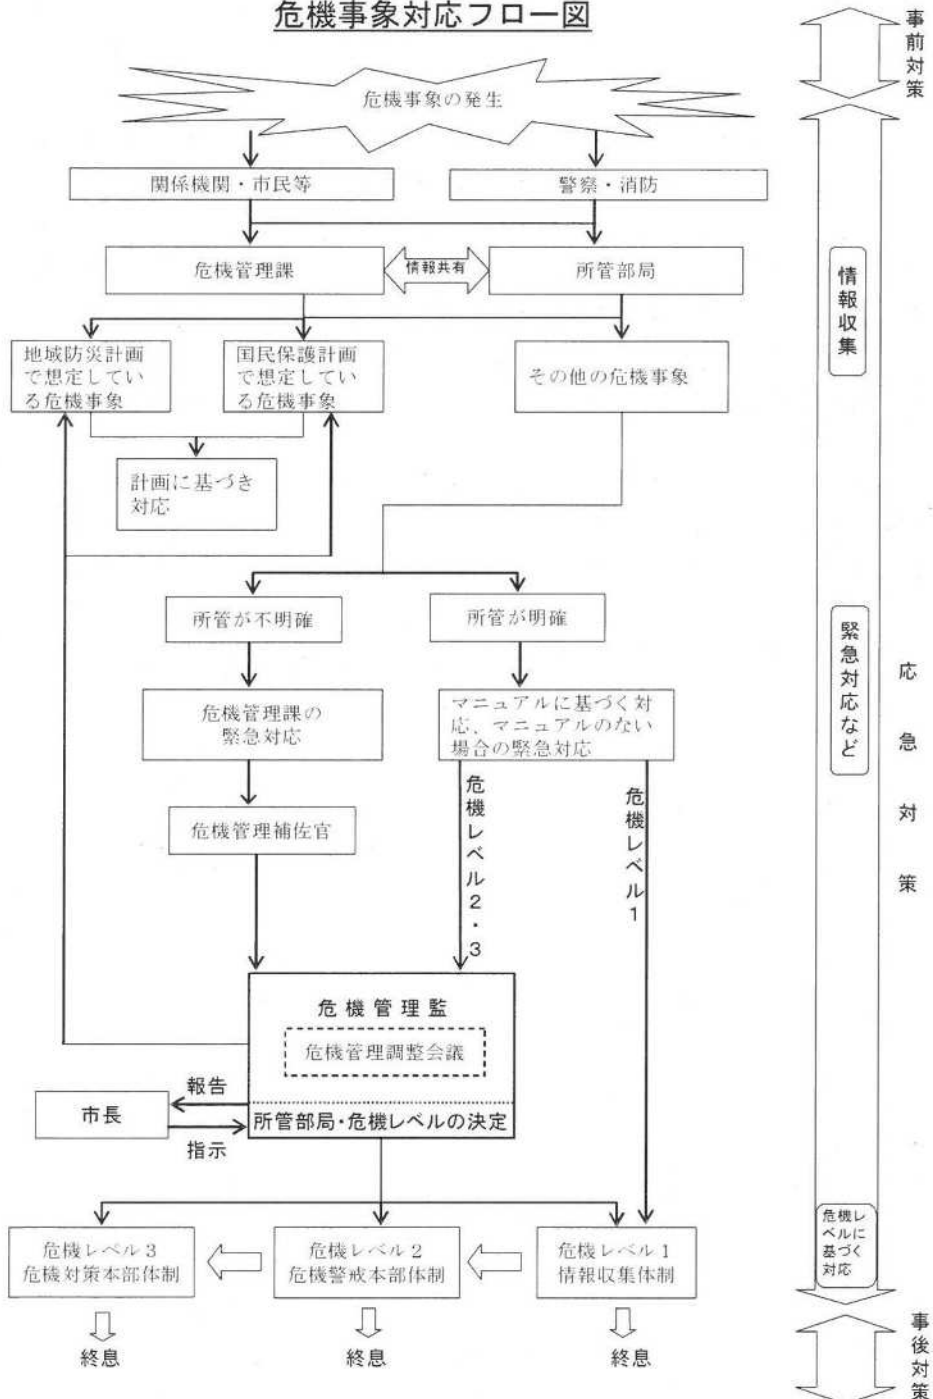 危機事象対応フロー図
危機事象の発生
関係機関・市民等
警察・消防
危機管理課
情報共有
所管部局
地域防災計画
で想定してい
る危機事象
国民保護計画
で想定してい
る危機事象
その他の危機事象
計画に基づき
対応
所管が不明確
所管が明確
危機管理課の
緊急対応
マニュアルに基づく対
応、マニュアルのない
場合の緊急対応
危機レベル2・3
危機レベル1
危機管理補佐官
危機管理監
危機管理調整会議
所管部局・危機レベルの決定
市長
報告
指示
危機レベル3
危機対策本部体制
危機レベル2
危機警戒本部体制
危機レベル1
情報収集体制
終息
終息
終息
事前対策
情報収集
緊急対応など
応急対策
危機レ
ベルに
基づく
対応
事後対策